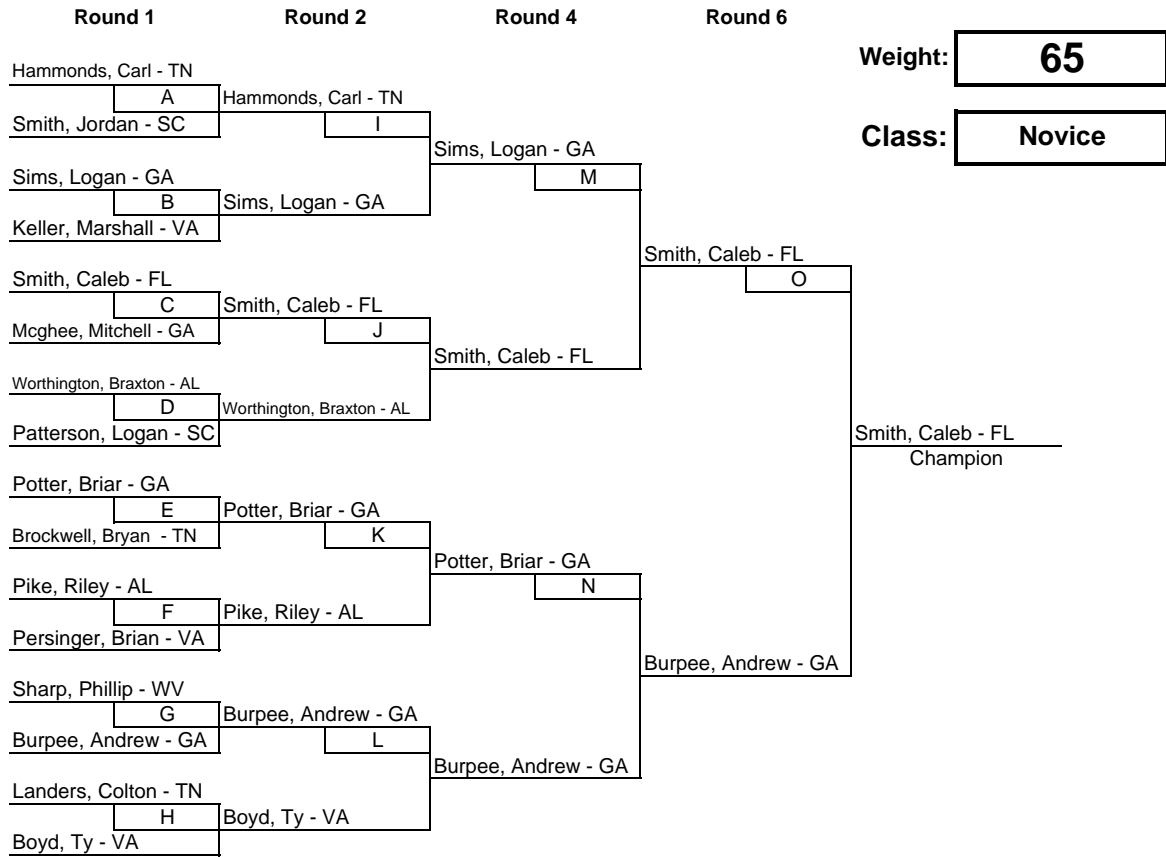 Round 1 Round 2 Round 4 Round 6
Weight: 65
Class: Novice
Hammonds, Carl - TN
A
Smith, Jordan - SC
Sims, Logan - GA
B
Keller, Marshall - VA
Smith, Caleb - FL
C
Mcghee, Mitchell - GA
Worthington, Braxton - AL
D
Patterson, Logan - SC
Potter, Briar - GA
E
Brockwell, Bryan - TN
Pike, Riley - AL
F
Persinger, Brian - VA
Sharp, Phillip - WV
G
Burpee, Andrew - GA
Landers, Colton - TN
H
Boyd, Ty - VA
Hammonds, Carl - TN
I
Sims, Logan - GA
Smith, Caleb - FL
J
Worthington, Braxton - AL
Potter, Briar - GA
K
Pike, Riley - AL
Burpee, Andrew - GA
L
Boyd, Ty - VA
Sims, Logan - GA
M
Smith, Caleb - FL
Potter, Briar - GA
N
Burpee, Andrew - GA
Smith, Caleb - FL
O
Burpee, Andrew - GA
Smith, Caleb - FL
Champion